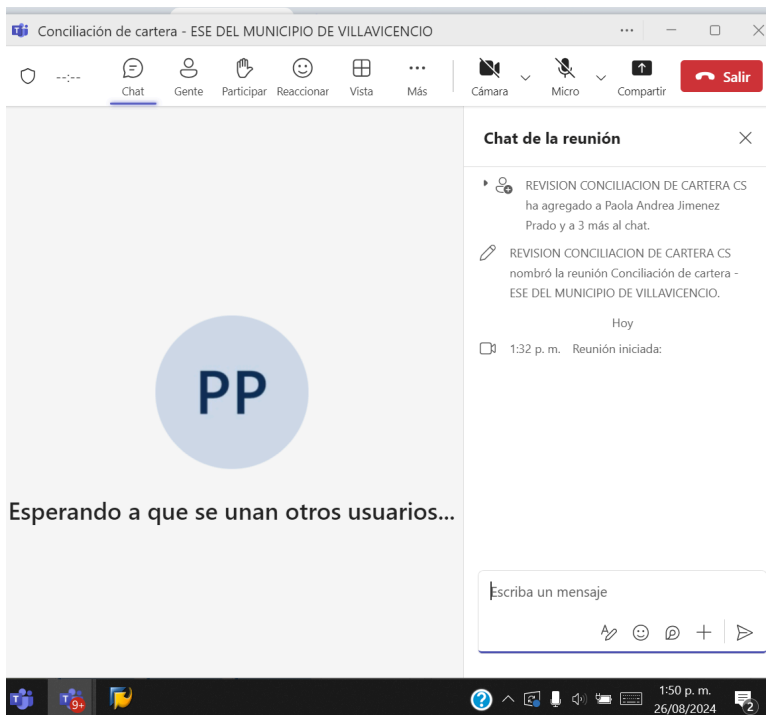 Conciliación de cartera - ESE DEL MUNICIPIO DE VILLAVICENCIO
--:--
Chat
Gente
Participar
Reaccionar
Vista
Más
Cámara
Micro
Compartir
Salir
Chat de la reunión
REVISION CONCILIACION DE CARTERA CS
ha agregado a Paola Andrea Jimenez
Prado y a 3 más al chat.
REVISION CONCILIACION DE CARTERA CS
nombró la reunión Conciliación de cartera -
ESE DEL MUNICIPIO DE VILLAVICENCIO.
Hoy
1:32 p. m. Reunión iniciada:
PP
Esperando a que se unan otros usuarios...
Escriba un mensaje
9+
1:50 p. m.
26/08/2024
2